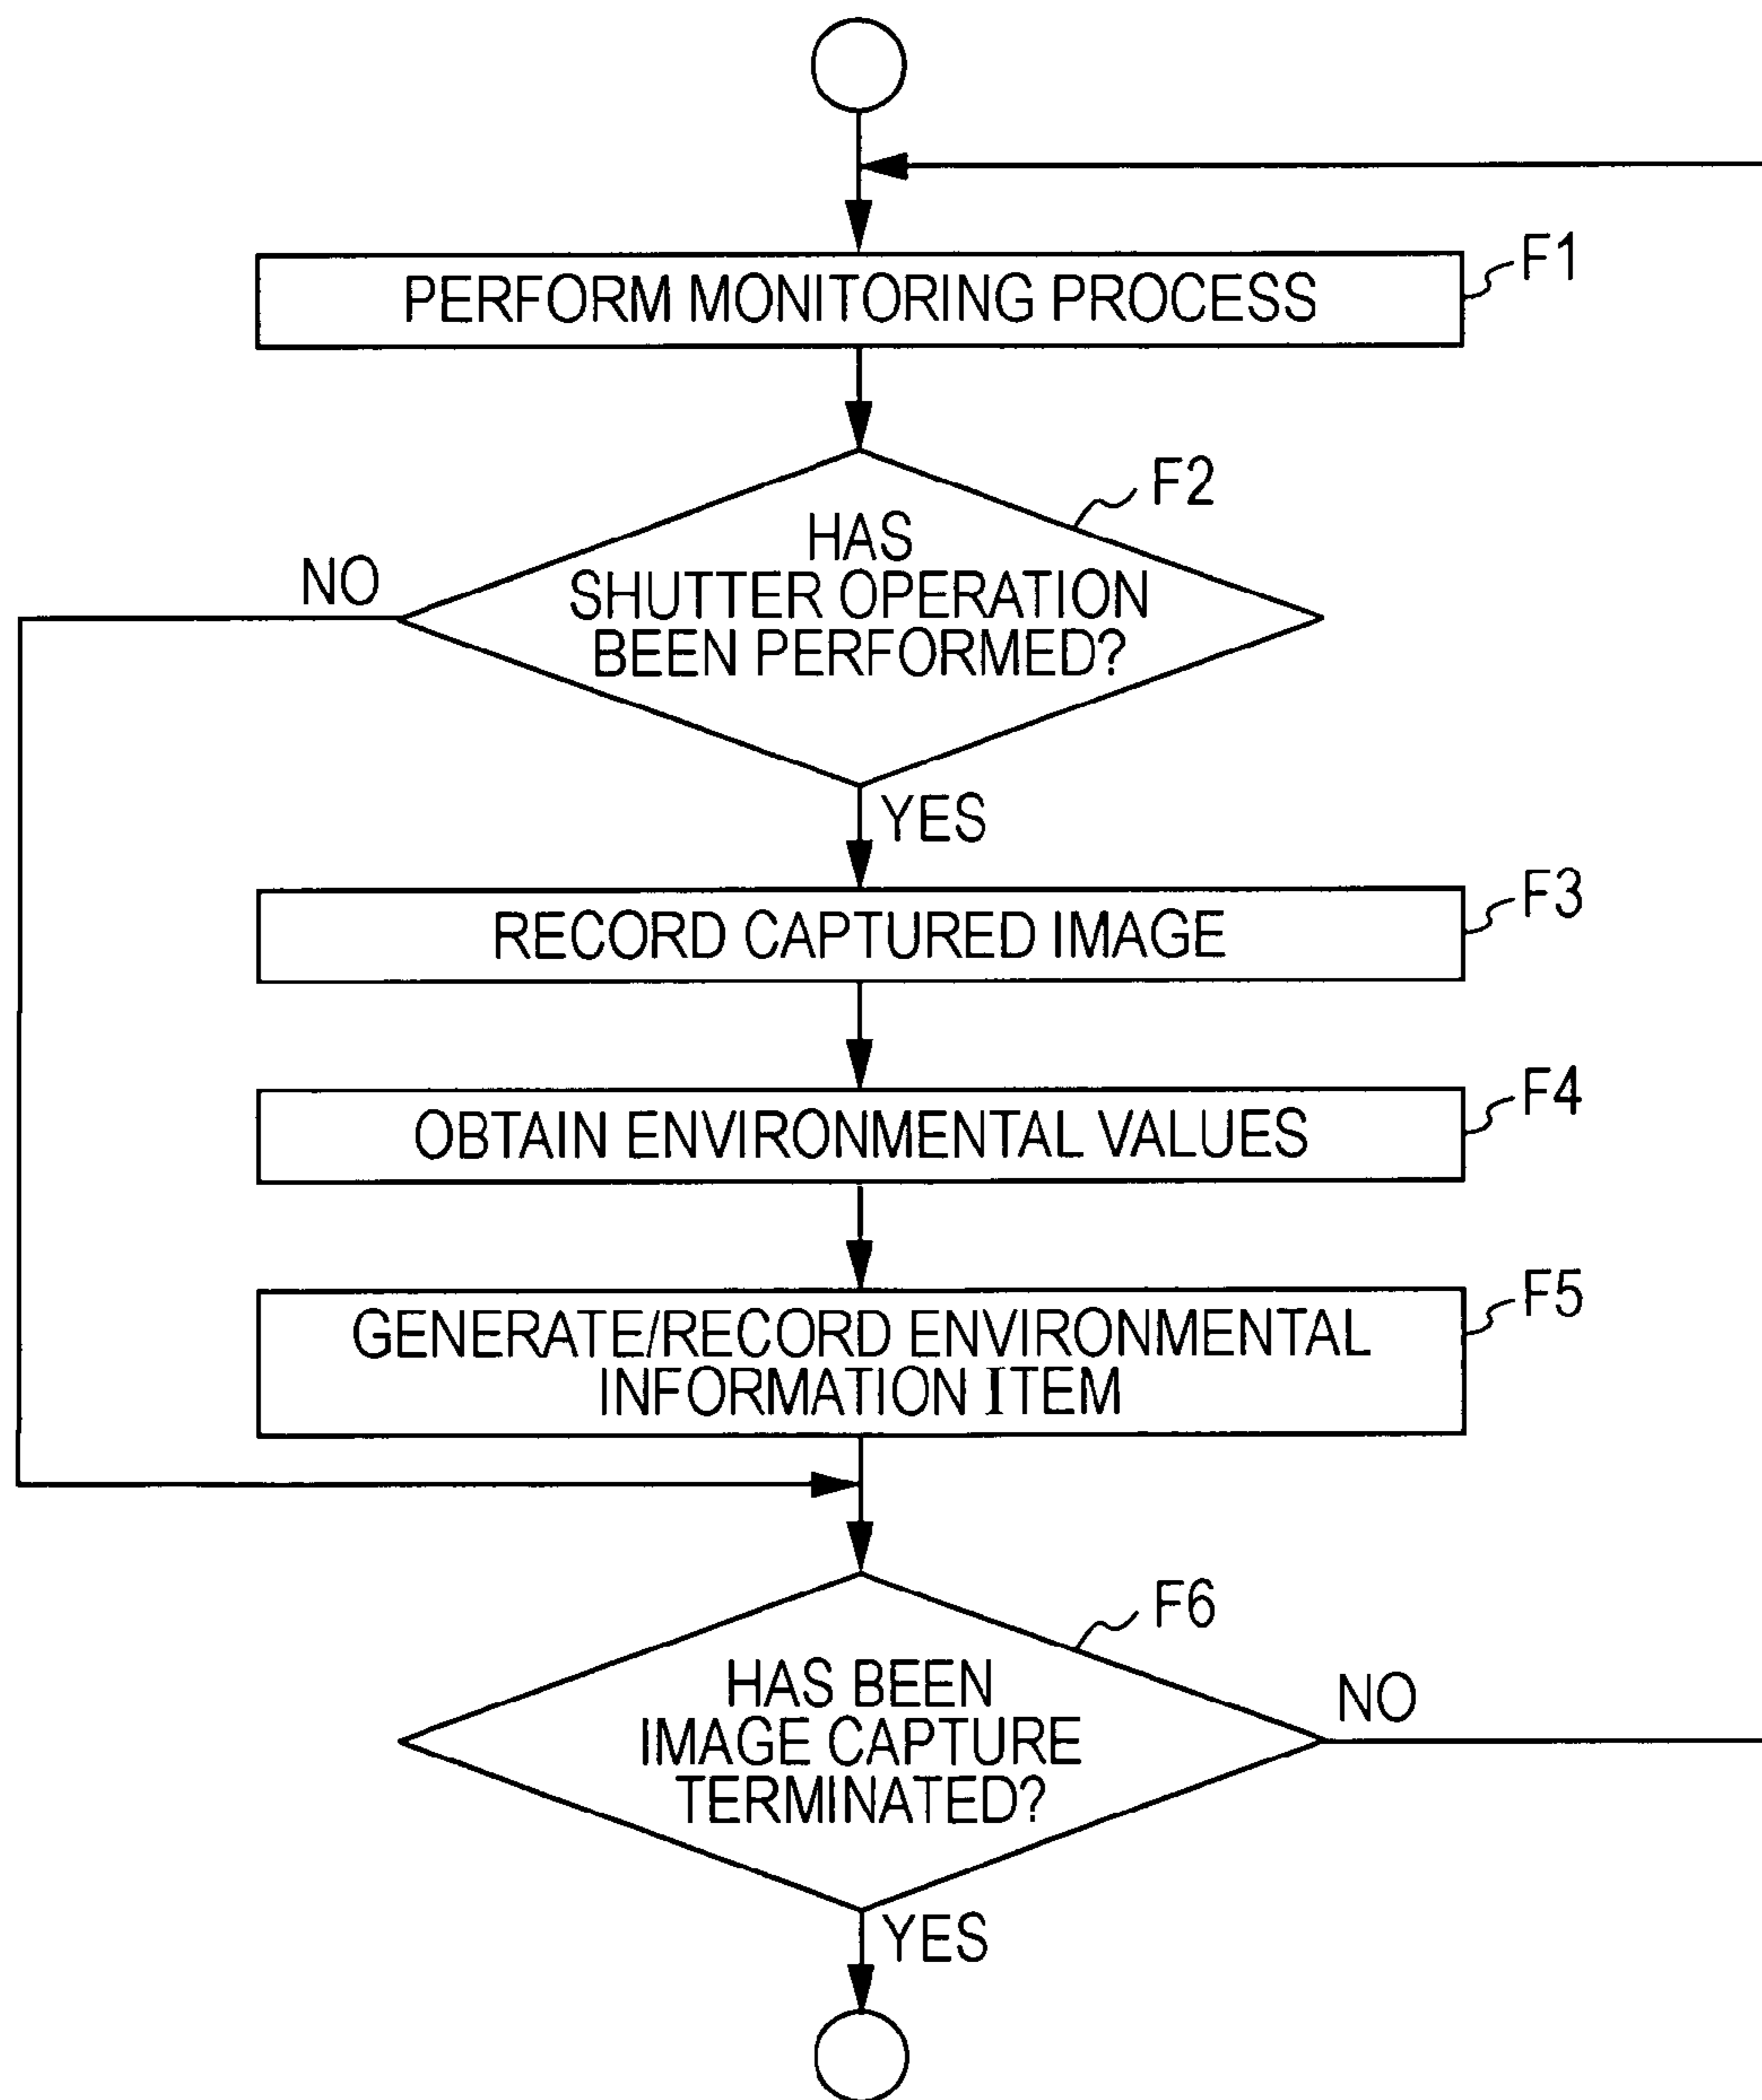 PERFORM MONITORING PROCESS
F1
HAS
SHUTTER OPERATION
BEEN PERFORMED?
F2
NO
YES
RECORD CAPTURED IMAGE
F3
OBTAIN ENVIRONMENTAL VALUES
F4
GENERATE/RECORD ENVIRONMENTAL
INFORMATION ITEM
F5
HAS BEEN
IMAGE CAPTURE
TERMINATED?
F6
NO
YES